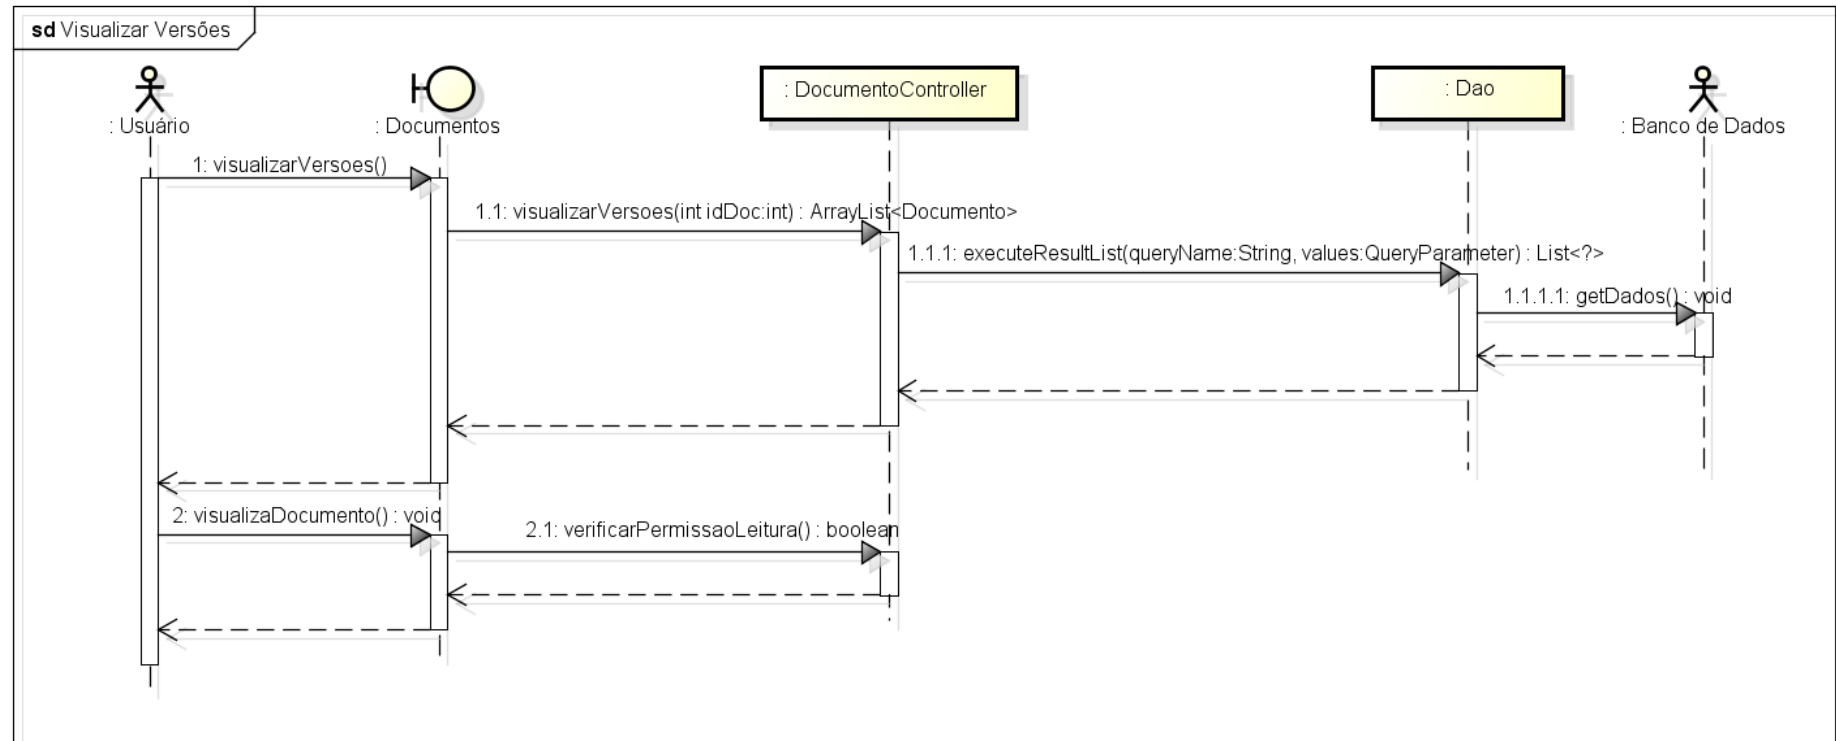 sd Visualizar Versões
: Usuário
: Documentos
: DocumentoController
: Dao
: Banco de Dados
1: visualizarVersoes()
1.1: visualizarVersoes(int idDoc:int) : ArrayList<Documento>
1.1.1: executeResultList(queryName:String, values:QueryParameter) : List<?>
1.1.1.1: getDados() : void
2: visualizaDocumento() : void
2.1: verificarPermissaoLeitura() : boolean